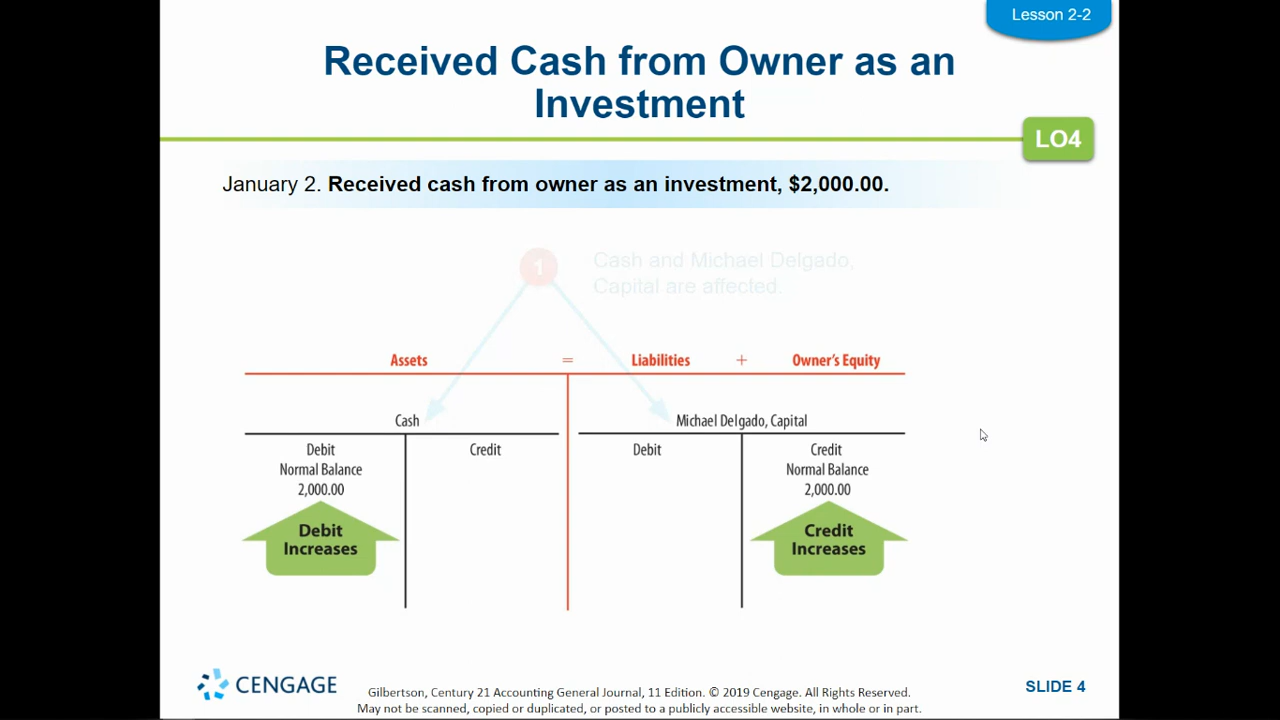 Lesson 2-2
Received Cash from Owner as an
Investment
LO4
January 2. Received cash from owner as an investment, $2,000.00.
1
Cash and Michael Delgado,
Capital are affected.
Assets = Liabilities + Owner's Equity
Cash
Michael Delgado, Capital
Debit
Normal Balance
2,000.00
Credit
Debit
Credit
Normal Balance
2,000.00
Debit
Increases
Credit
Increases
CENGAGE
Gilbertson, Century 21 Accounting General Journal, 11 Edition. © 2019 Cengage. All Rights Reserved.
May not be scanned, copied or duplicated, or posted to a publicly accessible website, in whole or in part.
SLIDE 4